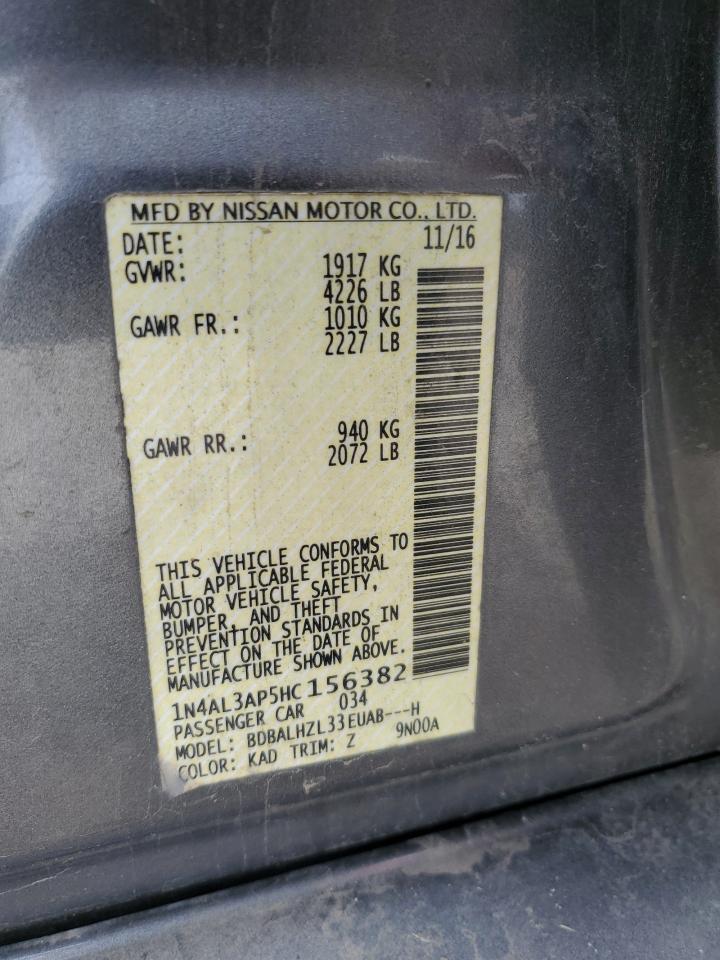 MFD BY NISSAN MOTOR CO., LTD.
DATE: 11/16
GVWR: 1917 KG
4226 LB
GAWR FR.: 1010 KG
2227 LB
GAWR RR.: 940 KG
2072 LB
THIS VEHICLE CONFORMS TO
ALL APPLICABLE FEDERAL
MOTOR VEHICLE SAFETY,
BUMPER, AND THEFT
PREVENTION STANDARDS IN
EFFECT ON THE DATE OF
MANUFACTURE SHOWN ABOVE.
1N4AL3AP5HC156382
PASSENGER CAR 034
MODEL: BDBALHZL33EUAB---H
COLOR: KAD TRIM: Z 9N00A